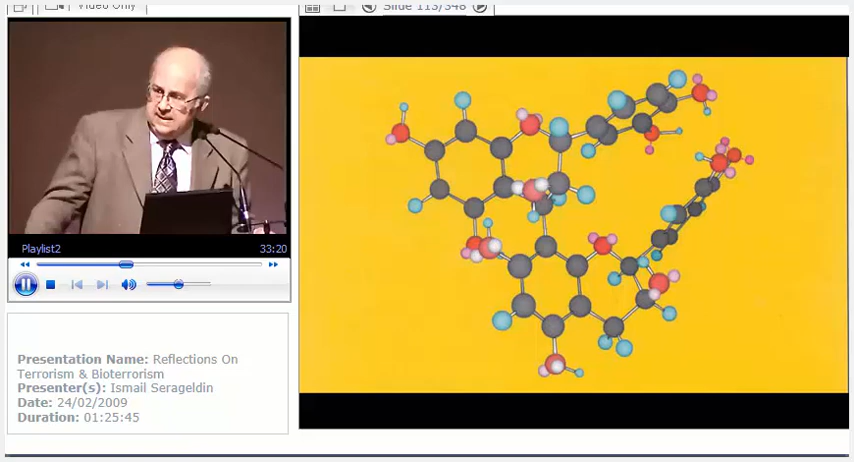 Video Only
Slide 113/348
Playlist2 33:20
Presentation Name: Reflections On
Terrorism & Bioterrorism
Presenter(s): Ismail Serageldin
Date: 24/02/2009
Duration: 01:25:45